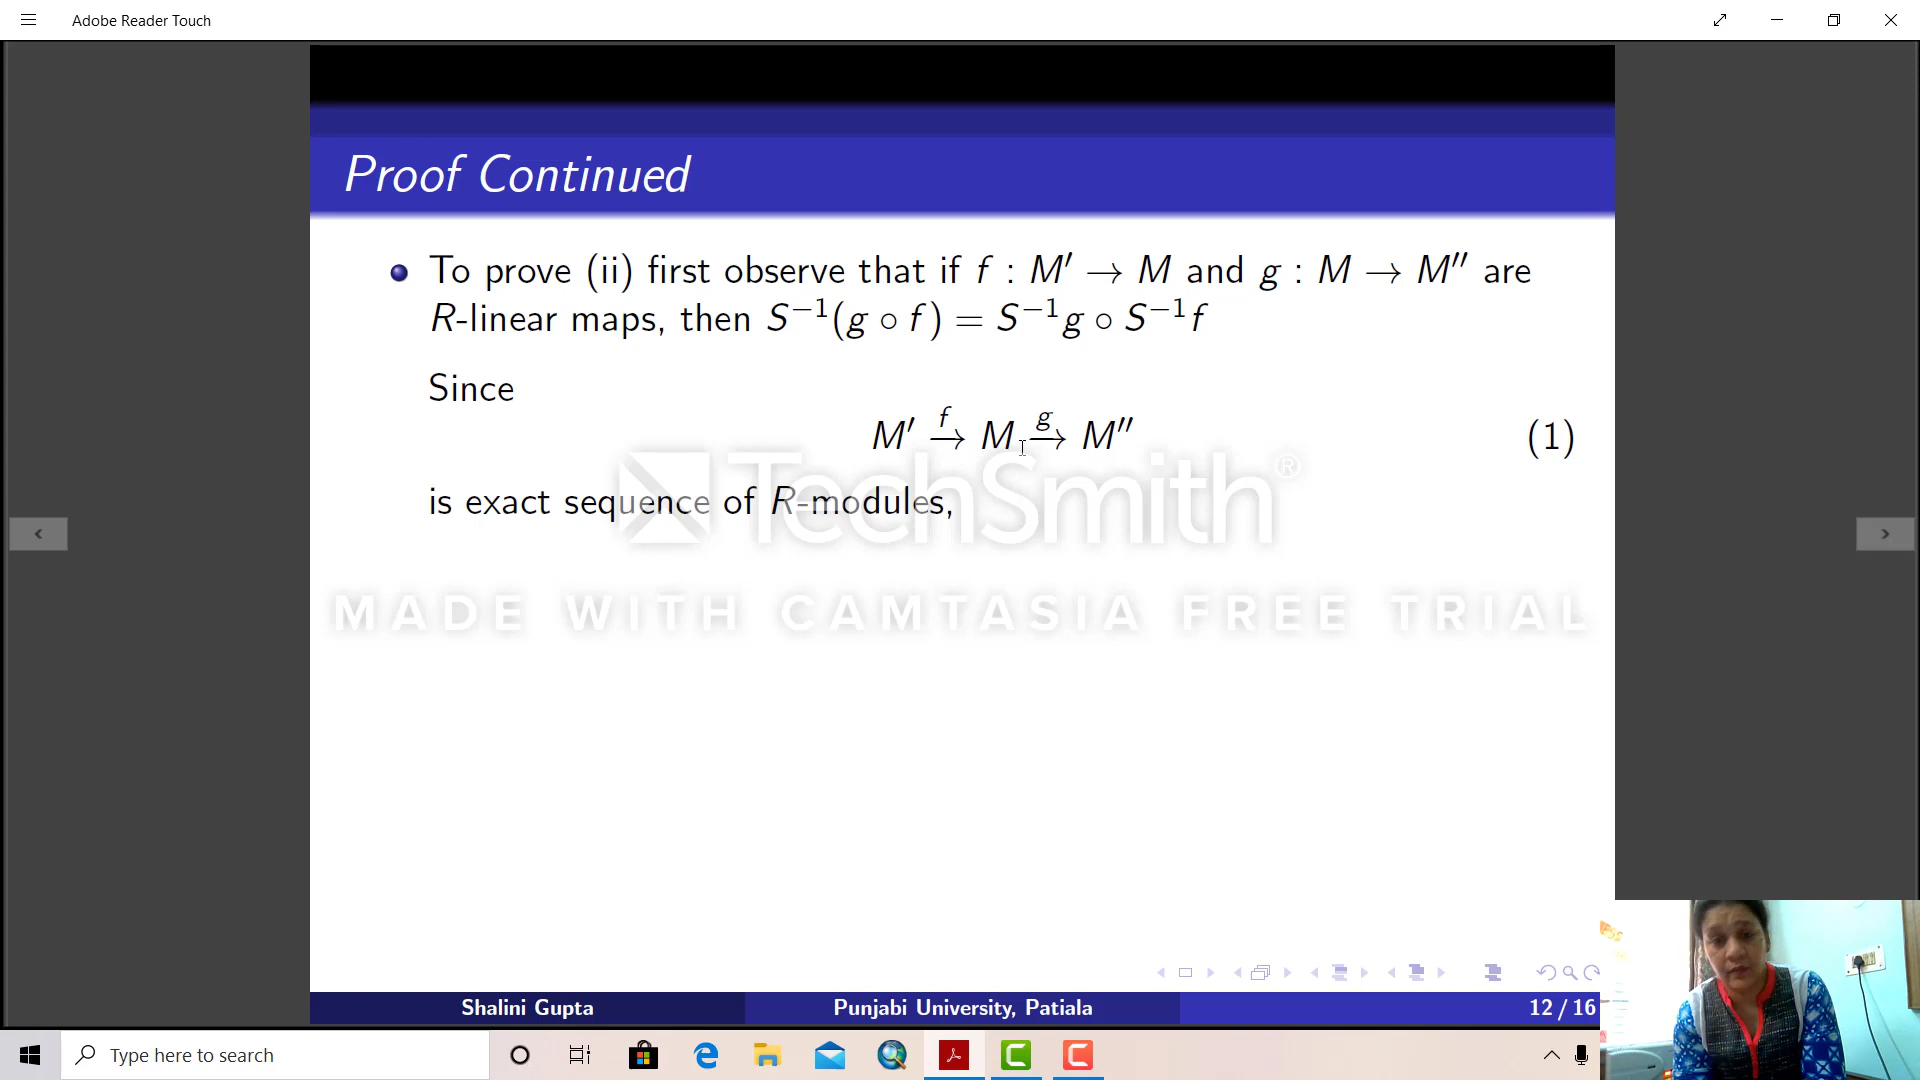 Adobe Reader Touch
Proof Continued
To prove (ii) first observe that if f : M′ → M and g : M → M′′ are
R-linear maps, then S⁻¹(g ∘ f) = S⁻¹g ∘ S⁻¹f
Since
M′ →^f M →^g M′′ (1)
is exact sequence of R-modules,
TechSmith®
MADE WITH CAMTASIA FREE TRIAL
Shalini Gupta Punjabi University, Patiala 12 / 16
Type here to search